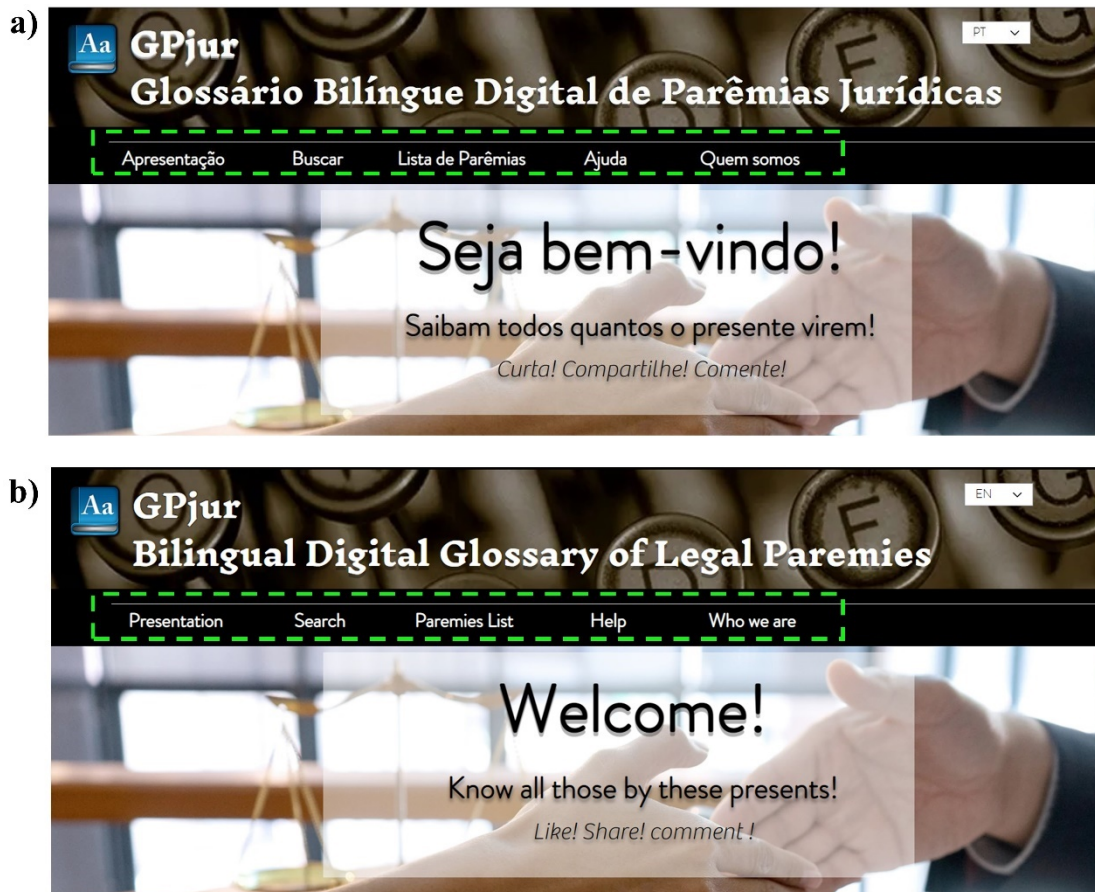 a)
PT
Aa GPjur
Glossário Bilíngue Digital de Parêmias Jurídicas
Apresentação Buscar Lista de Parêmias Ajuda Quem somos
Seja bem-vindo!
Saibam todos quantos o presente virem!
Curta! Compartilhe! Comente!
b)
EN
Aa GPjur
Bilingual Digital Glossary of Legal Paremies
Presentation Search Paremies List Help Who we are
Welcome!
Know all those by these presents!
Like! Share! comment !